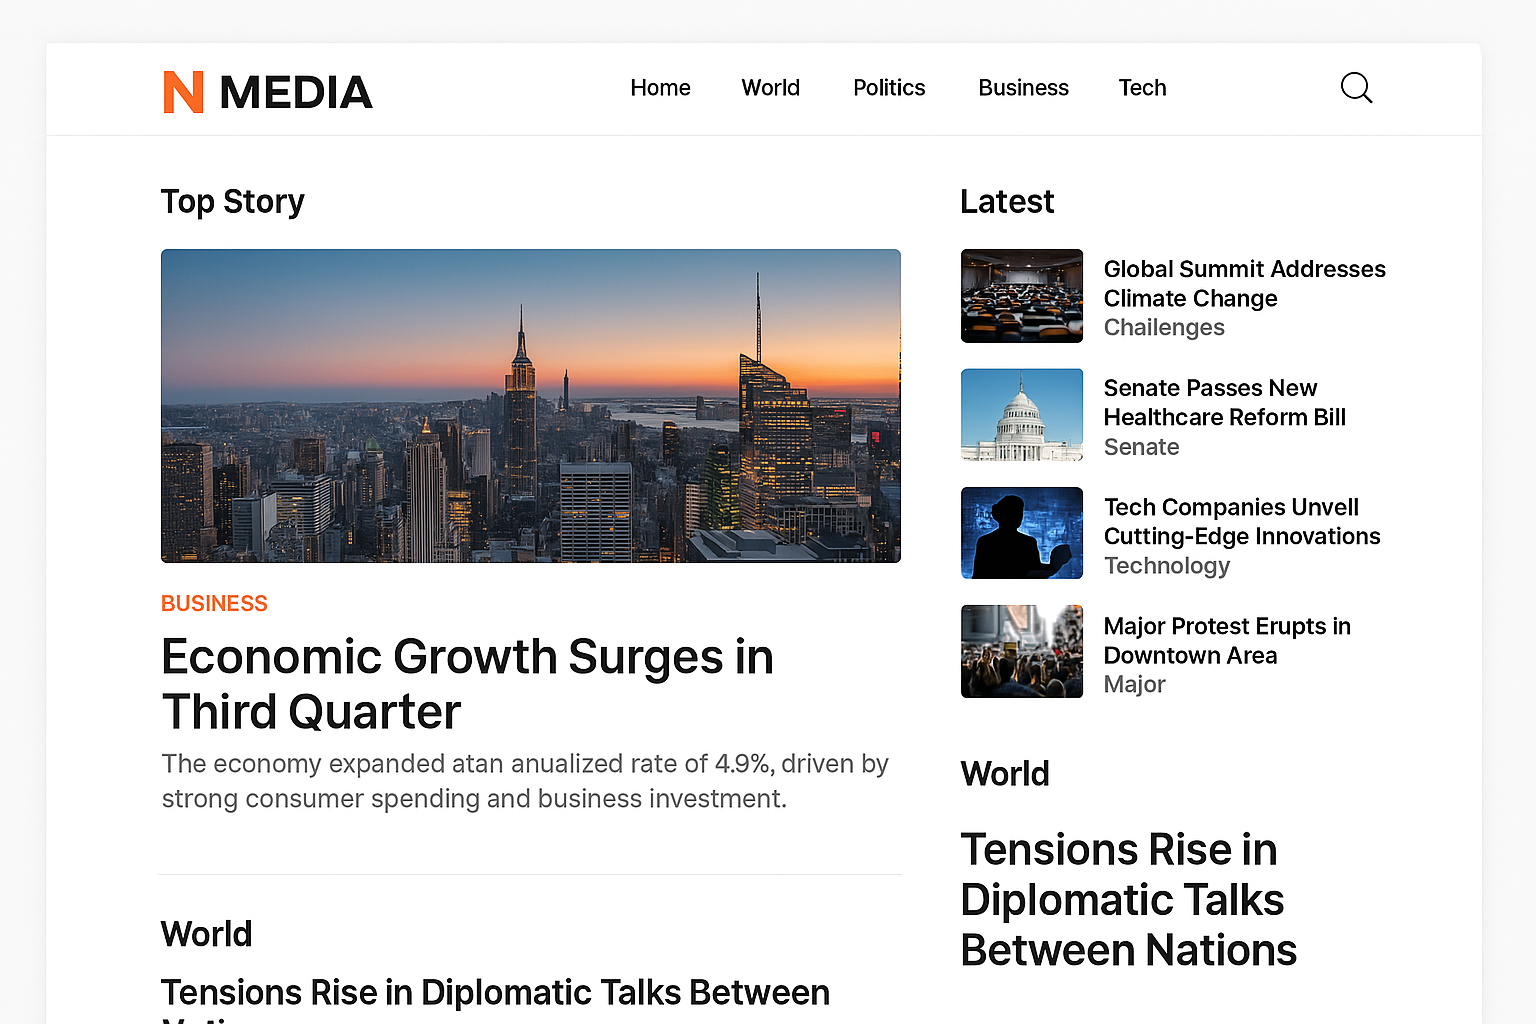 N MEDIA
Home World Politics Business Tech
Top Story
BUSINESS
Economic Growth Surges in
Third Quarter
The economy expanded atan anualized rate of 4.9%, driven by
strong consumer spending and business investment.
World
Tensions Rise in Diplomatic Talks Between
Latest
Global Summit Addresses
Climate Change
Chailenges
Senate Passes New
Healthcare Reform Bill
Senate
Tech Companies Unvell
Cutting-Edge Innovations
Technology
Major Protest Erupts in
Downtown Area
Major
World
Tensions Rise in
Diplomatic Talks
Between Nations